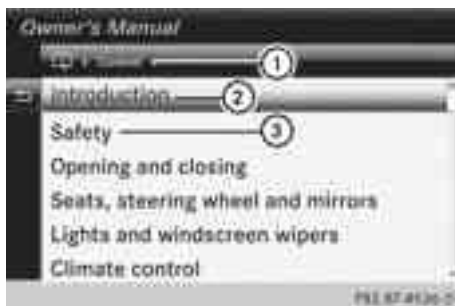 Owner's Manual
1
Introduction
2
Safety
3
Opening and closing
Seats, steering wheel and mirrors
Lights and windscreen wipers
Climate control